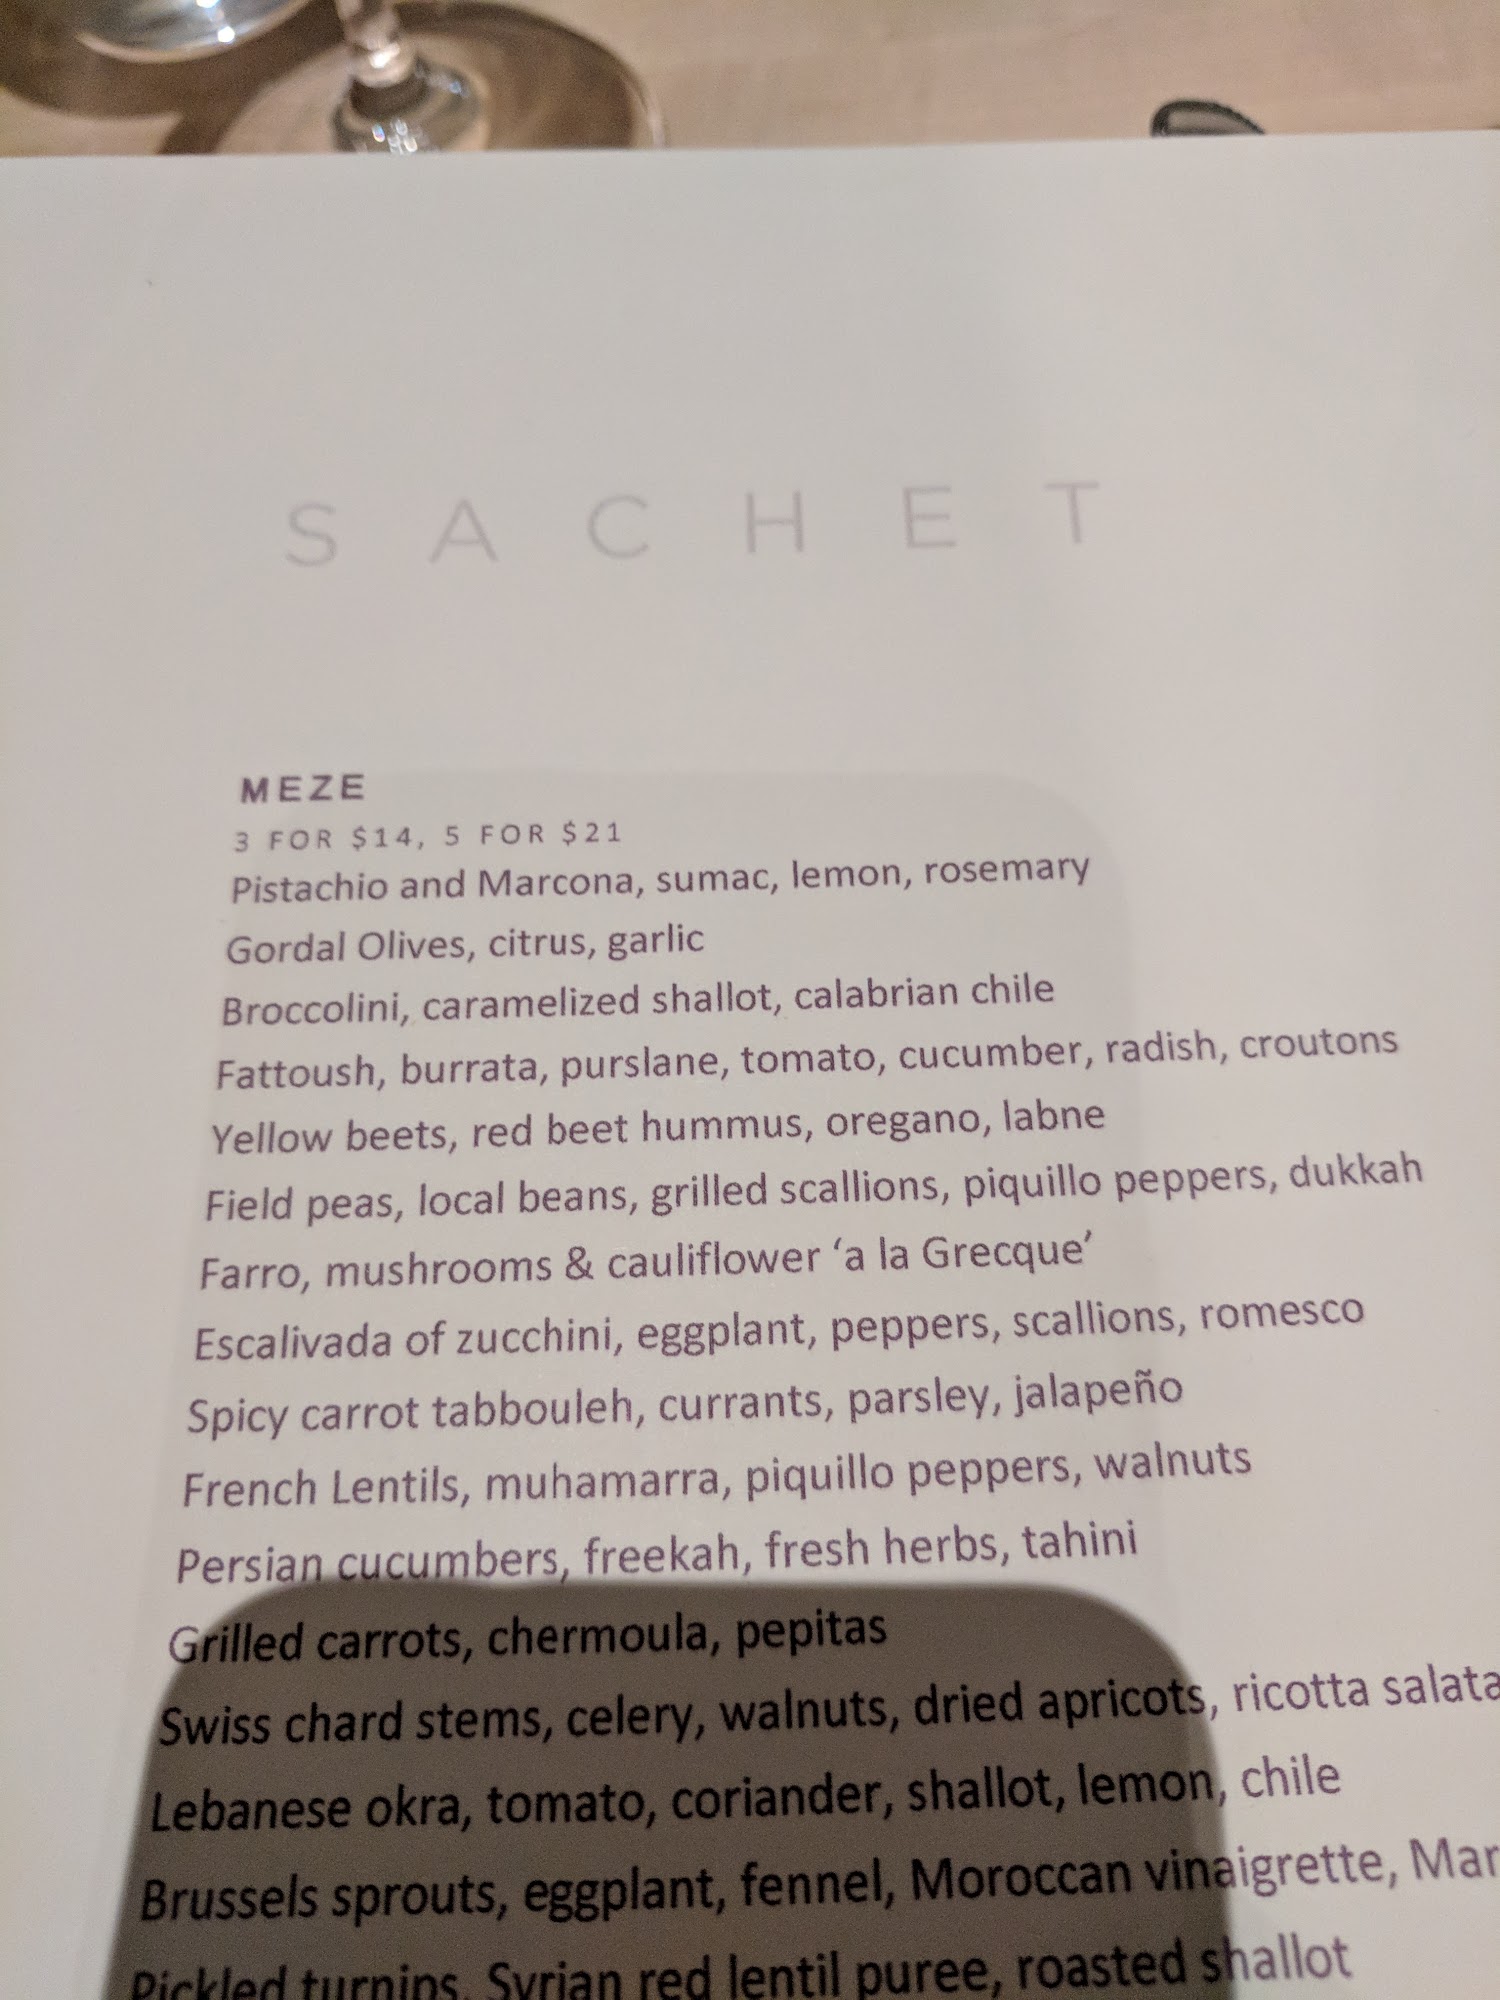 SACHET
MEZE
3 FOR $14, 5 FOR $21
Pistachio and Marcona, sumac, lemon, rosemary
Gordal Olives, citrus, garlic
Broccolini, caramelized shallot, calabrian chile
Fattoush, burrata, purslane, tomato, cucumber, radish, croutons
Yellow beets, red beet hummus, oregano, labne
Field peas, local beans, grilled scallions, piquillo peppers, dukkah
Farro, mushrooms & cauliflower ‘a la Grecque’
Escalivada of zucchini, eggplant, peppers, scallions, romesco
Spicy carrot tabbouleh, currants, parsley, jalapeño
French Lentils, muhamarra, piquillo peppers, walnuts
Persian cucumbers, freekah, fresh herbs, tahini
Grilled carrots, chermoula, pepitas
Swiss chard stems, celery, walnuts, dried apricots, ricotta salata
Lebanese okra, tomato, coriander, shallot, lemon, chile
Brussels sprouts, eggplant, fennel, Moroccan vinaigrette,
Pickled turnips, Syrian red lentil puree, roasted shallot